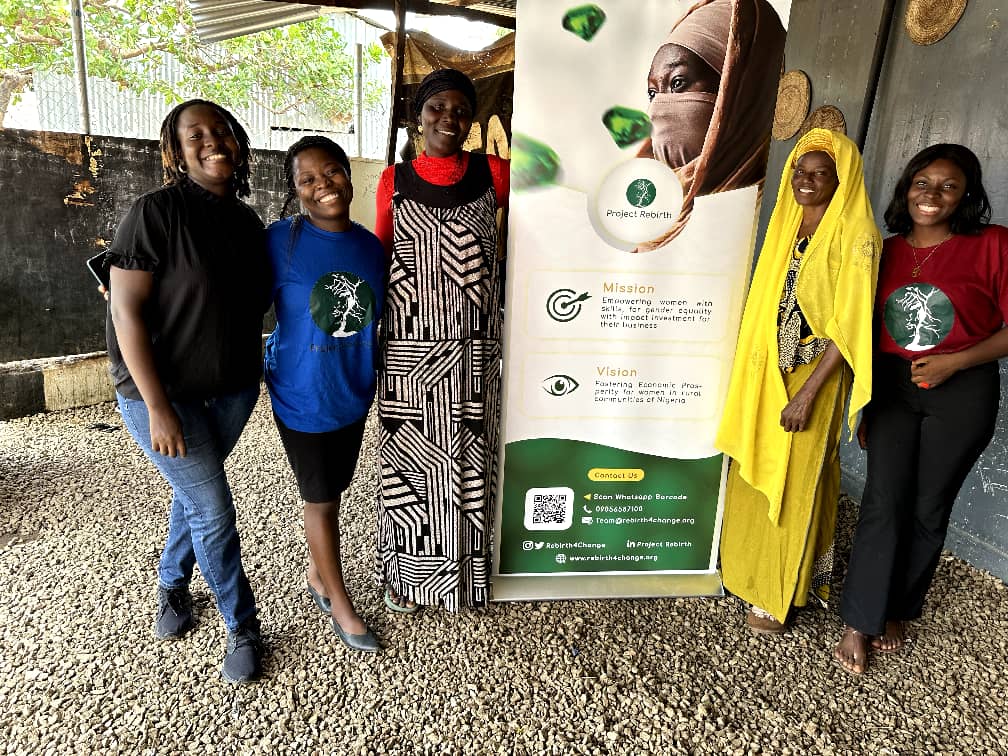 Project Rebirth
Mission
Empowering women with
skills, for gender equality
with impact investment for
their business
Vision
Fostering Economic Pros-
perity for women in rural
communities of Nigeria
Contact Us
Scan Whatsapp Barcode
09056587100
Team@rebirth4change.org
Rebirth4Change
in Project Rebirth
www.rebirth4change.org